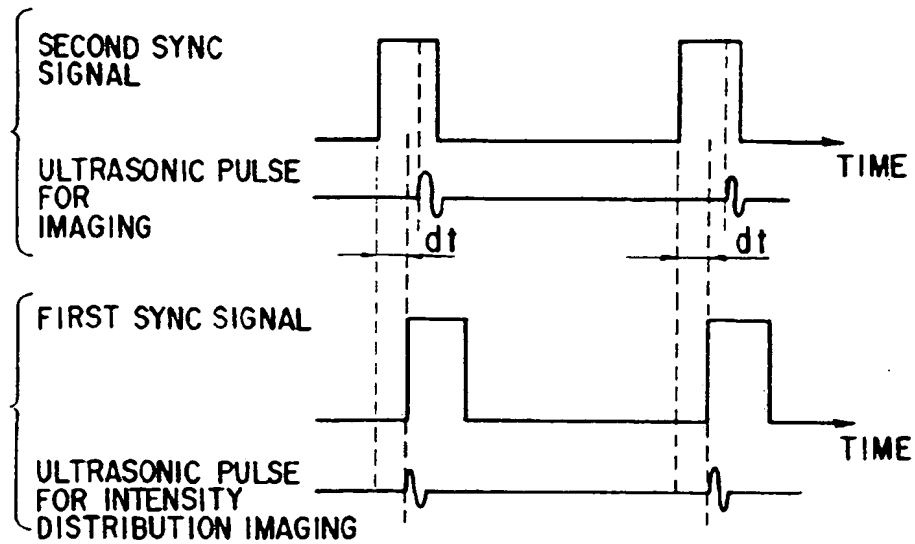 SECOND SYNC
SIGNAL
TIME
ULTRASONIC PULSE
FOR
IMAGING
dt
dt
FIRST SYNC SIGNAL
TIME
ULTRASONIC PULSE
FOR INTENSITY
DISTRIBUTION IMAGING